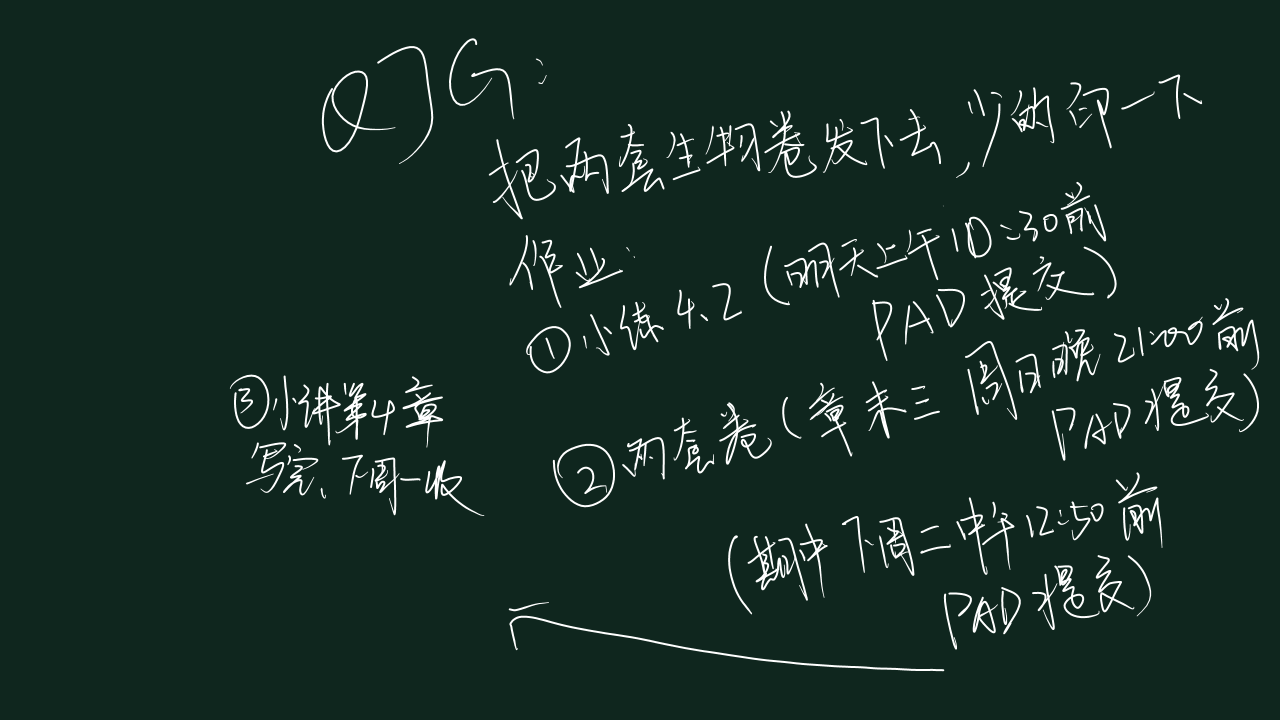 QJG:
把两套生物卷发下去,少的印一下
作业:
①小练4.2(明天上午10:30前
PAD提交)
②两套卷(章末三 周日晚21:00前
PAD提交)
(期中 下周二中午12:50前
PAD提交)
③小讲第4章
写完、下周一收